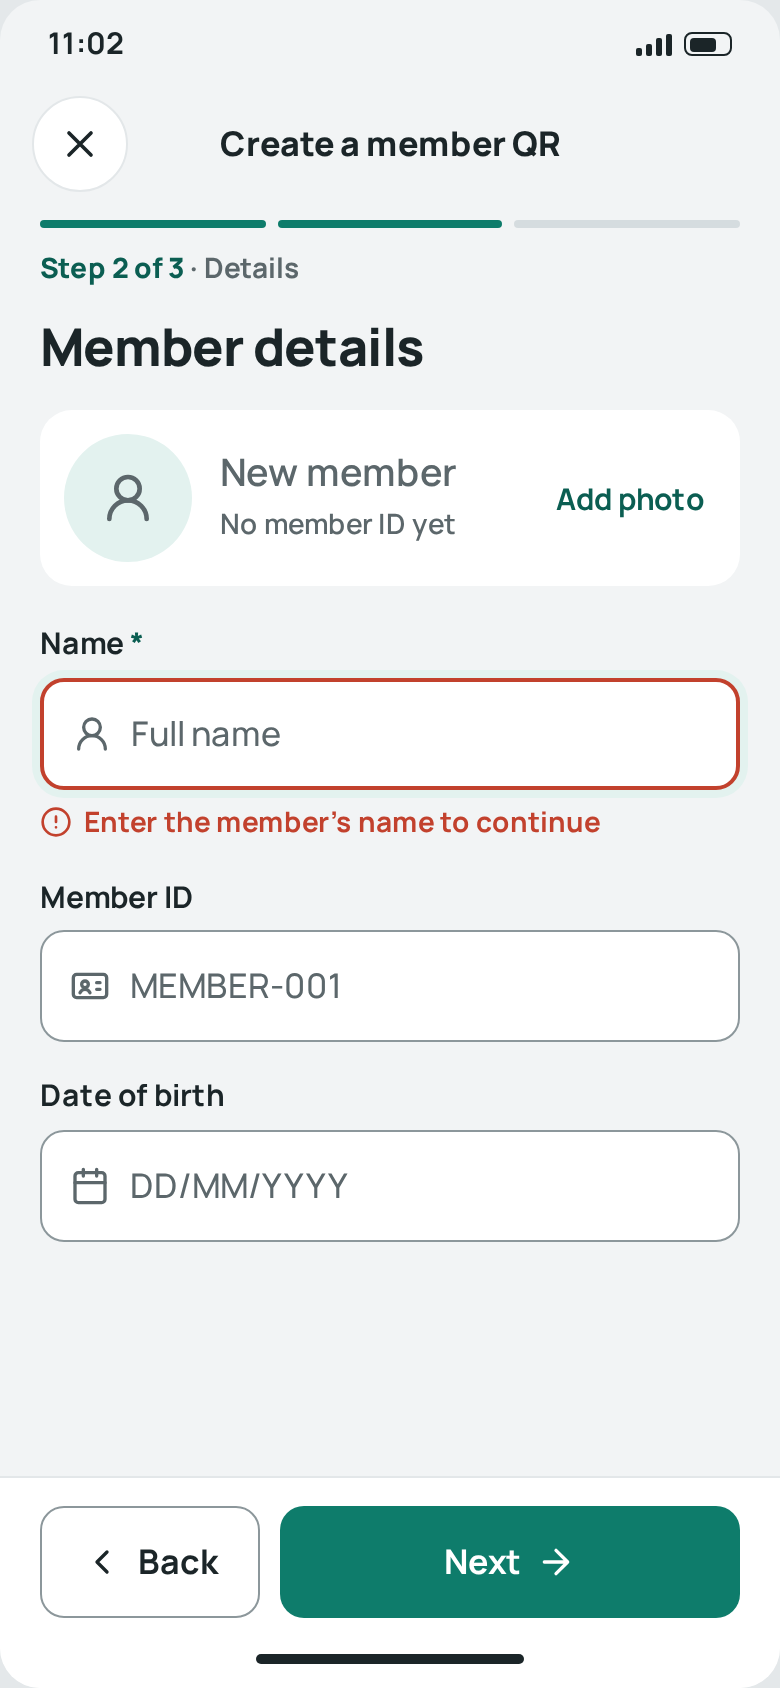 11:02
Create a member QR
Step 2 of 3 · Details
Member details
New member
No member ID yet
Add photo
Name *
Full name
Enter the member’s name to continue
Member ID
MEMBER-001
Date of birth
DD/MM/YYYY
Back
Next